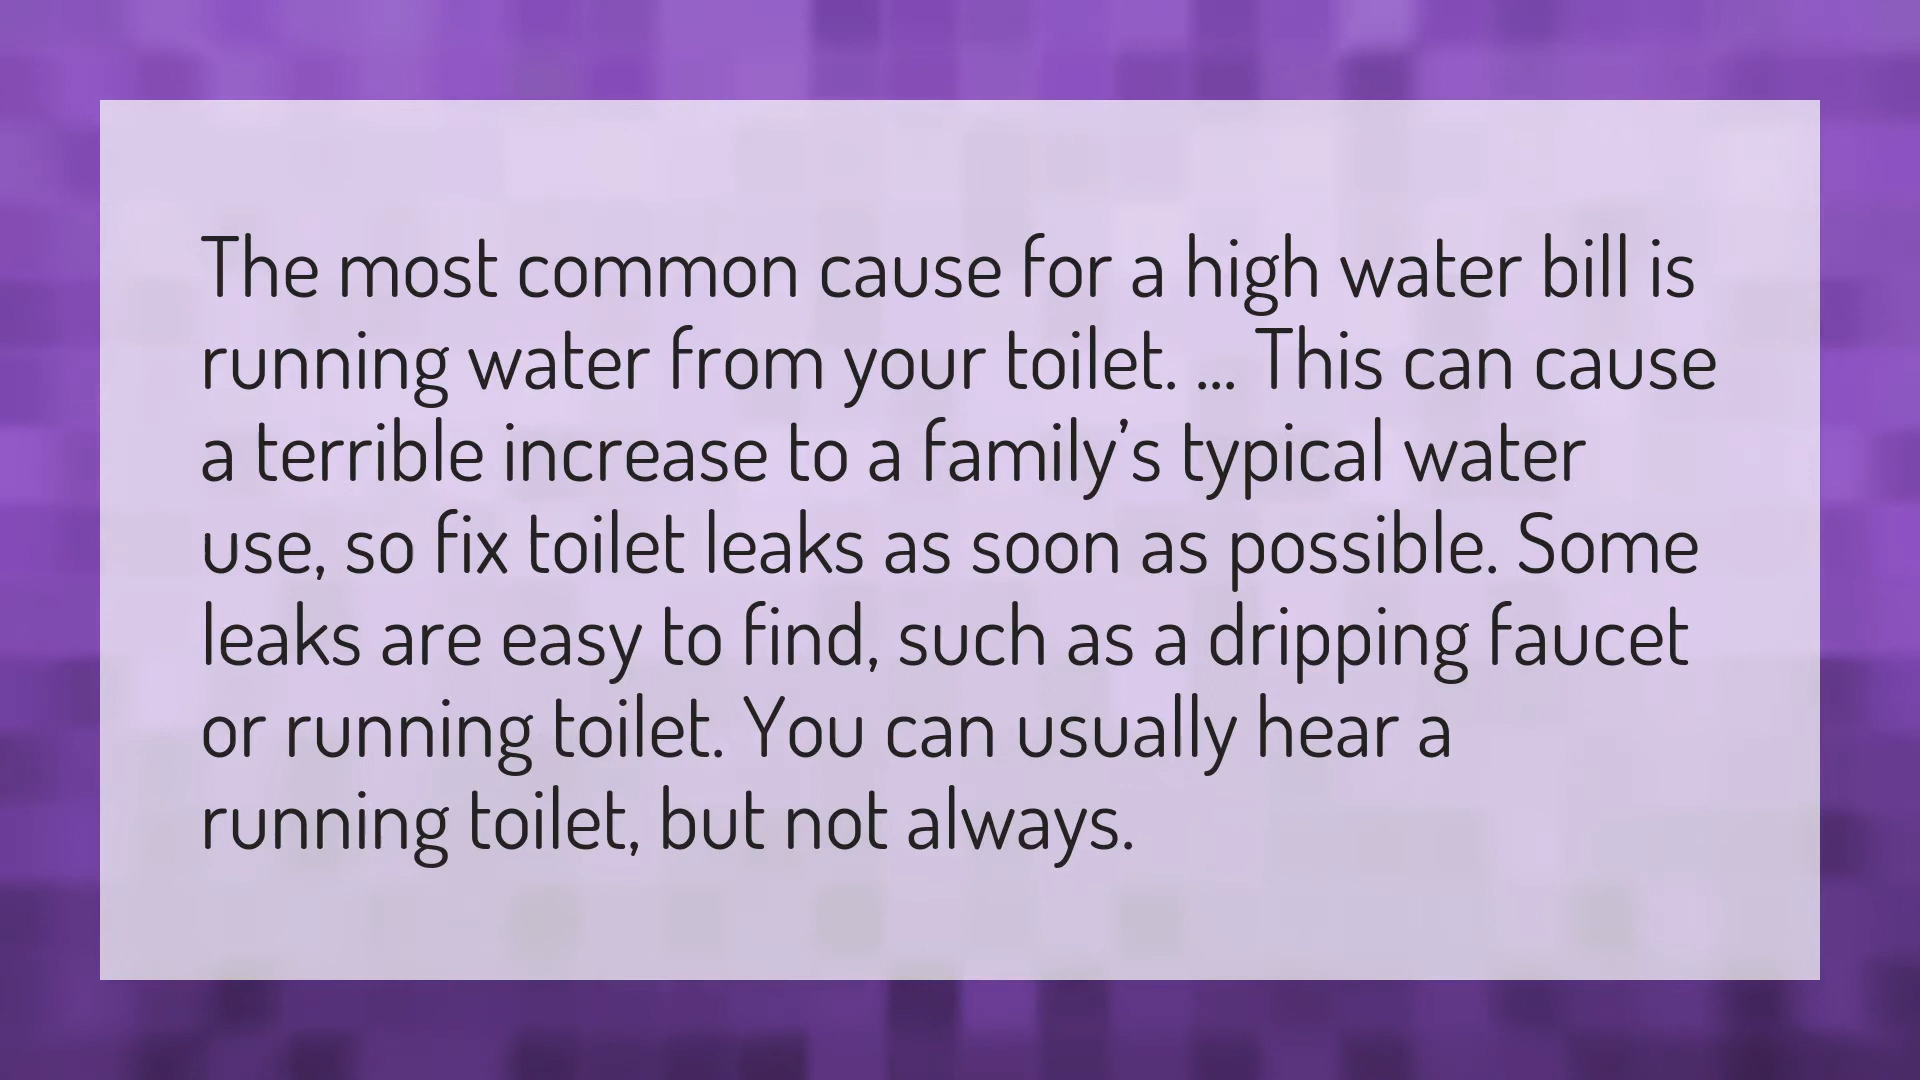 The most common cause for a high water bill is
running water from your toilet. ... This can cause
a terrible increase to a family’s typical water
use, so fix toilet leaks as soon as possible. Some
leaks are easy to find, such as a dripping faucet
or running toilet. You can usually hear a
running toilet, but not always.